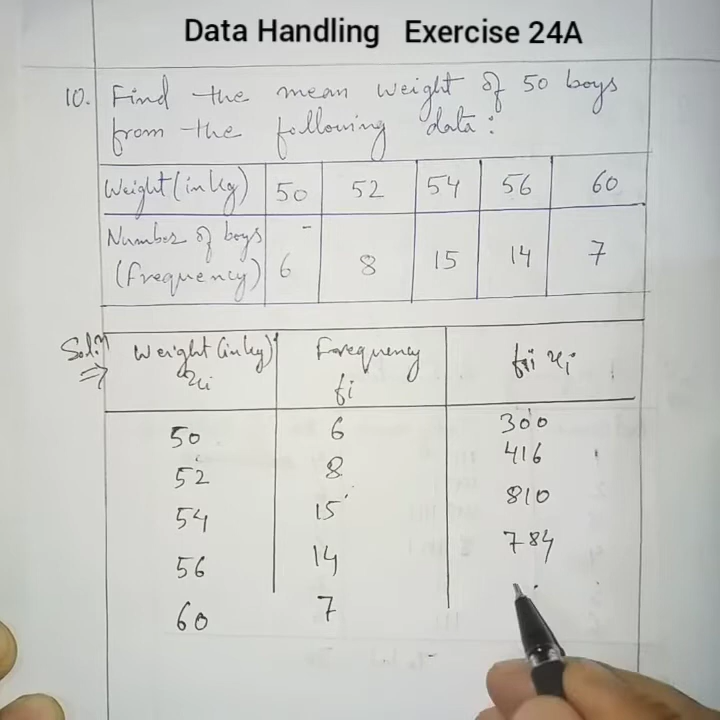 Data Handling Exercise 24A
10. Find the mean weight of 50 boys
from the following data:
Weight (in kg) 50 52 54 56 60
Number of boys
(Frequency) 6 8 15 14 7
Solⁿ ⇒
Weight (in kg) Frequency fi xi
xi fi
50 6 300
52 8 416
54 15 810
56 14 784
60 7